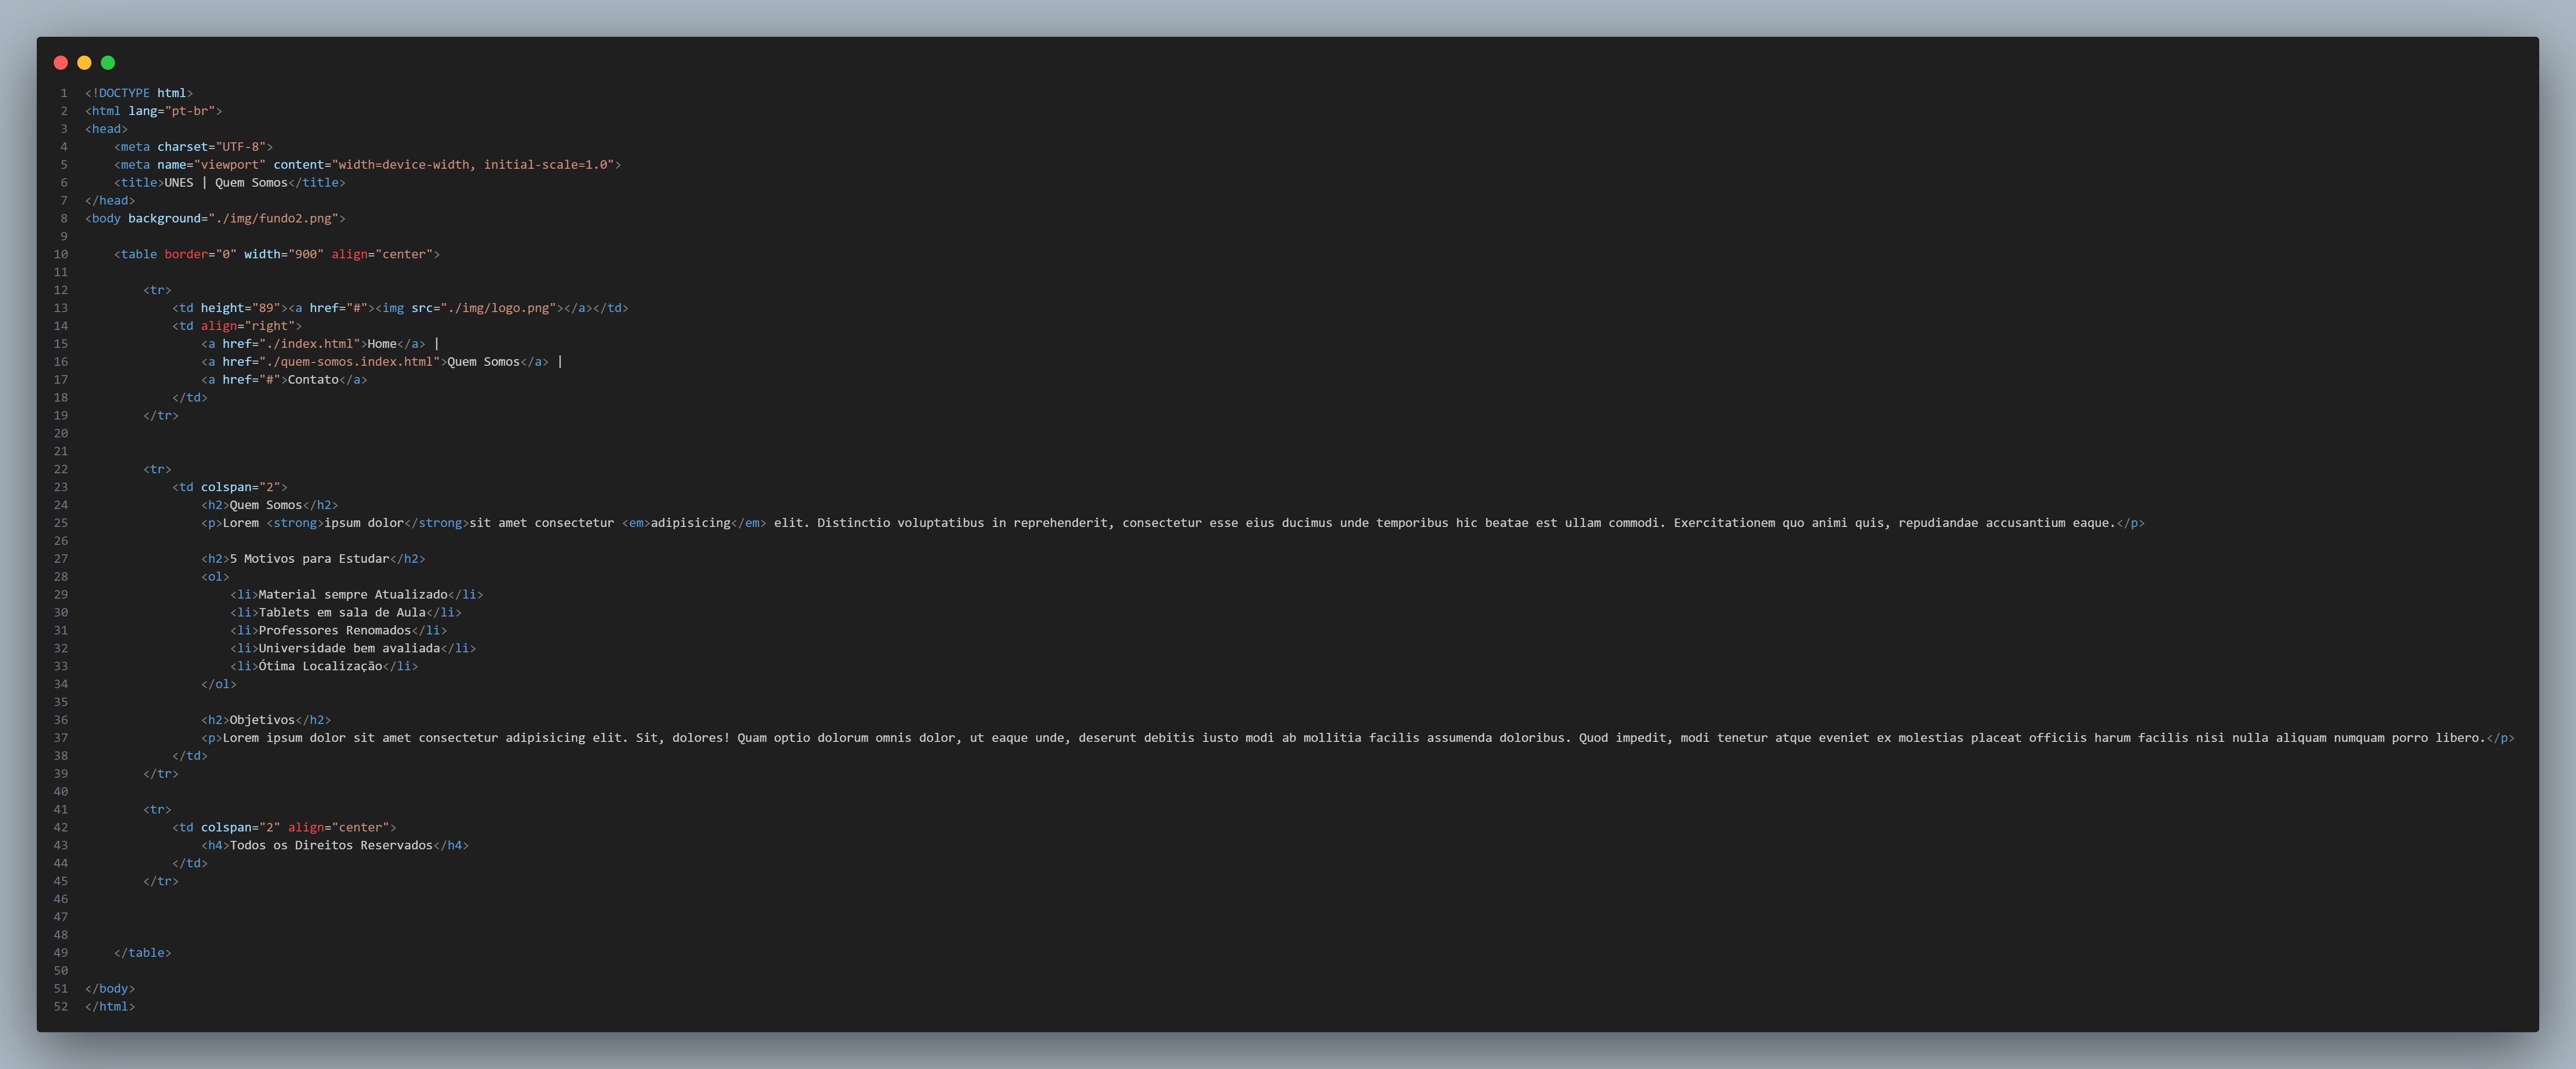 1 <!DOCTYPE html>
2 <html lang="pt-br">
3 <head>
4     <meta charset="UTF-8">
5     <meta name="viewport" content="width=device-width, initial-scale=1.0">
6     <title>UNES | Quem Somos</title>
7 </head>
8 <body background="./img/fundo2.png">
9
10     <table border="0" width="900" align="center">
11
12         <tr>
13             <td height="89"><a href="#"><img src="./img/logo.png"></a></td>
14             <td align="right">
15                 <a href="./index.html">Home</a> |
16                 <a href="./quem-somos.index.html">Quem Somos</a> |
17                 <a href="#">Contato</a>
18             </td>
19         </tr>
20
21
22         <tr>
23             <td colspan="2">
24                 <h2>Quem Somos</h2>
25                 <p>Lorem <strong>ipsum dolor</strong>sit amet consectetur <em>adipisicing</em> elit. Distinctio voluptatibus in reprehenderit, consectetur esse eius ducimus unde temporibus hic beatae est ullam commodi. Exercitationem quo animi quis, repudiandae accusantium eaque.</p>
26
27                 <h2>5 Motivos para Estudar</h2>
28                 <ol>
29                     <li>Material sempre Atualizado</li>
30                     <li>Tablets em sala de Aula</li>
31                     <li>Professores Renomados</li>
32                     <li>Universidade bem avaliada</li>
33                     <li>Ótima Localização</li>
34                 </ol>
35
36                 <h2>Objetivos</h2>
37                 <p>Lorem ipsum dolor sit amet consectetur adipisicing elit. Sit, dolores! Quam optio dolorum omnis dolor, ut eaque unde, deserunt debitis iusto modi ab mollitia facilis assumenda doloribus. Quod impedit, modi tenetur atque eveniet ex molestias placeat officiis harum facilis nisi nulla aliquam numquam porro libero.</p>
38             </td>
39         </tr>
40
41         <tr>
42             <td colspan="2" align="center">
43                 <h4>Todos os Direitos Reservados</h4>
44             </td>
45         </tr>
46
47
48
49     </table>
50
51 </body>
52 </html>